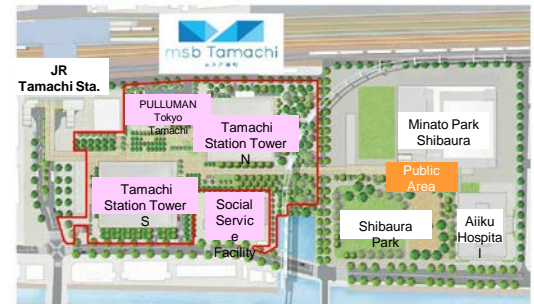 msb Tamachi
JR
Tamachi Sta.
PULLUMAN
Tokyo
Tamachi
Tamachi
Station Tower
N
Minato Park
Shibaura
Public
Area
Tamachi
Station Tower
S
Social
Servic
e
Facility
Shibaura
Park
Aiiku
Hospita
l